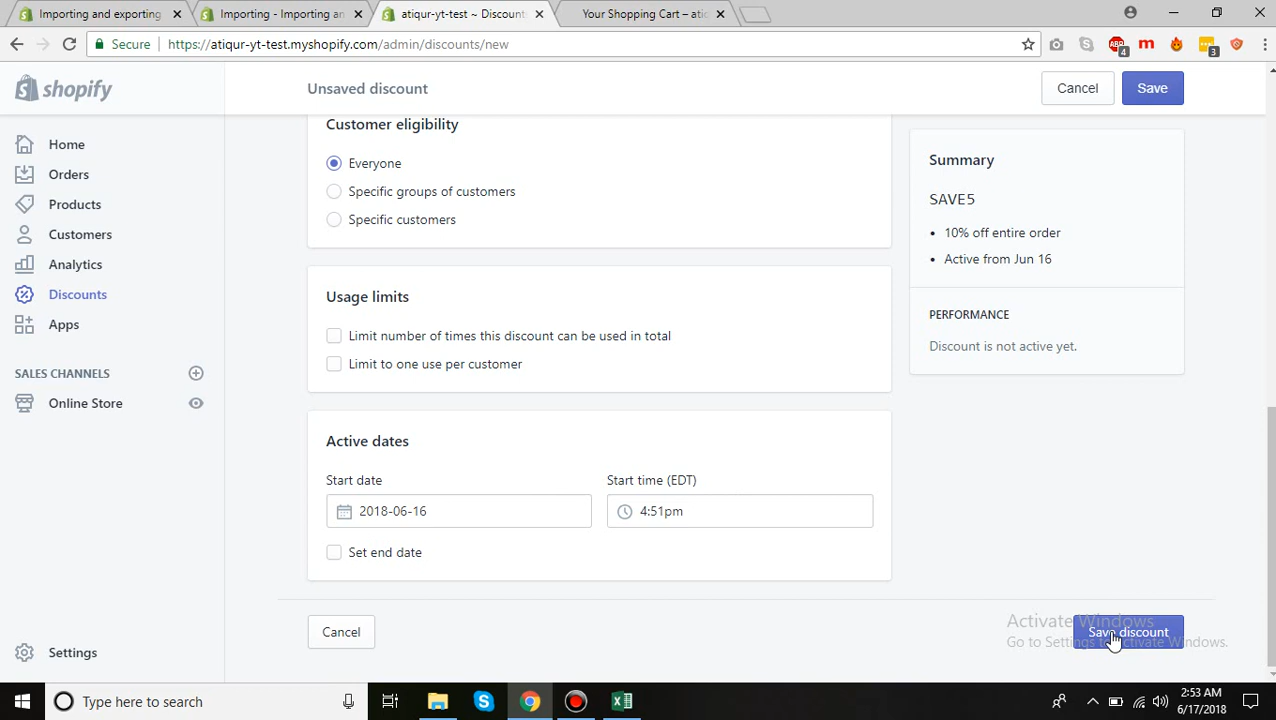 Importing and exporting
Importing - Importing an
atiqur-yt-test ~ Discount
Your Shopping Cart – atic
Secure
https://atiqur-yt-test.myshopify.com/admin/discounts/new
ABP
4
m
3
shopify
Unsaved discount
Cancel
Save
Home
Orders
Products
Customers
Analytics
Discounts
Apps
SALES CHANNELS
Online Store
Settings
Customer eligibility
Everyone
Specific groups of customers
Specific customers
Usage limits
Limit number of times this discount can be used in total
Limit to one use per customer
Active dates
Start date
Start time (EDT)
2018-06-16
4:51pm
Set end date
Cancel
Save discount
Summary
SAVE5
• 10% off entire order
• Active from Jun 16
PERFORMANCE
Discount is not active yet.
Activate Windows
Go to Settings to activate Windows.
Type here to search
2:53 AM
6/17/2018